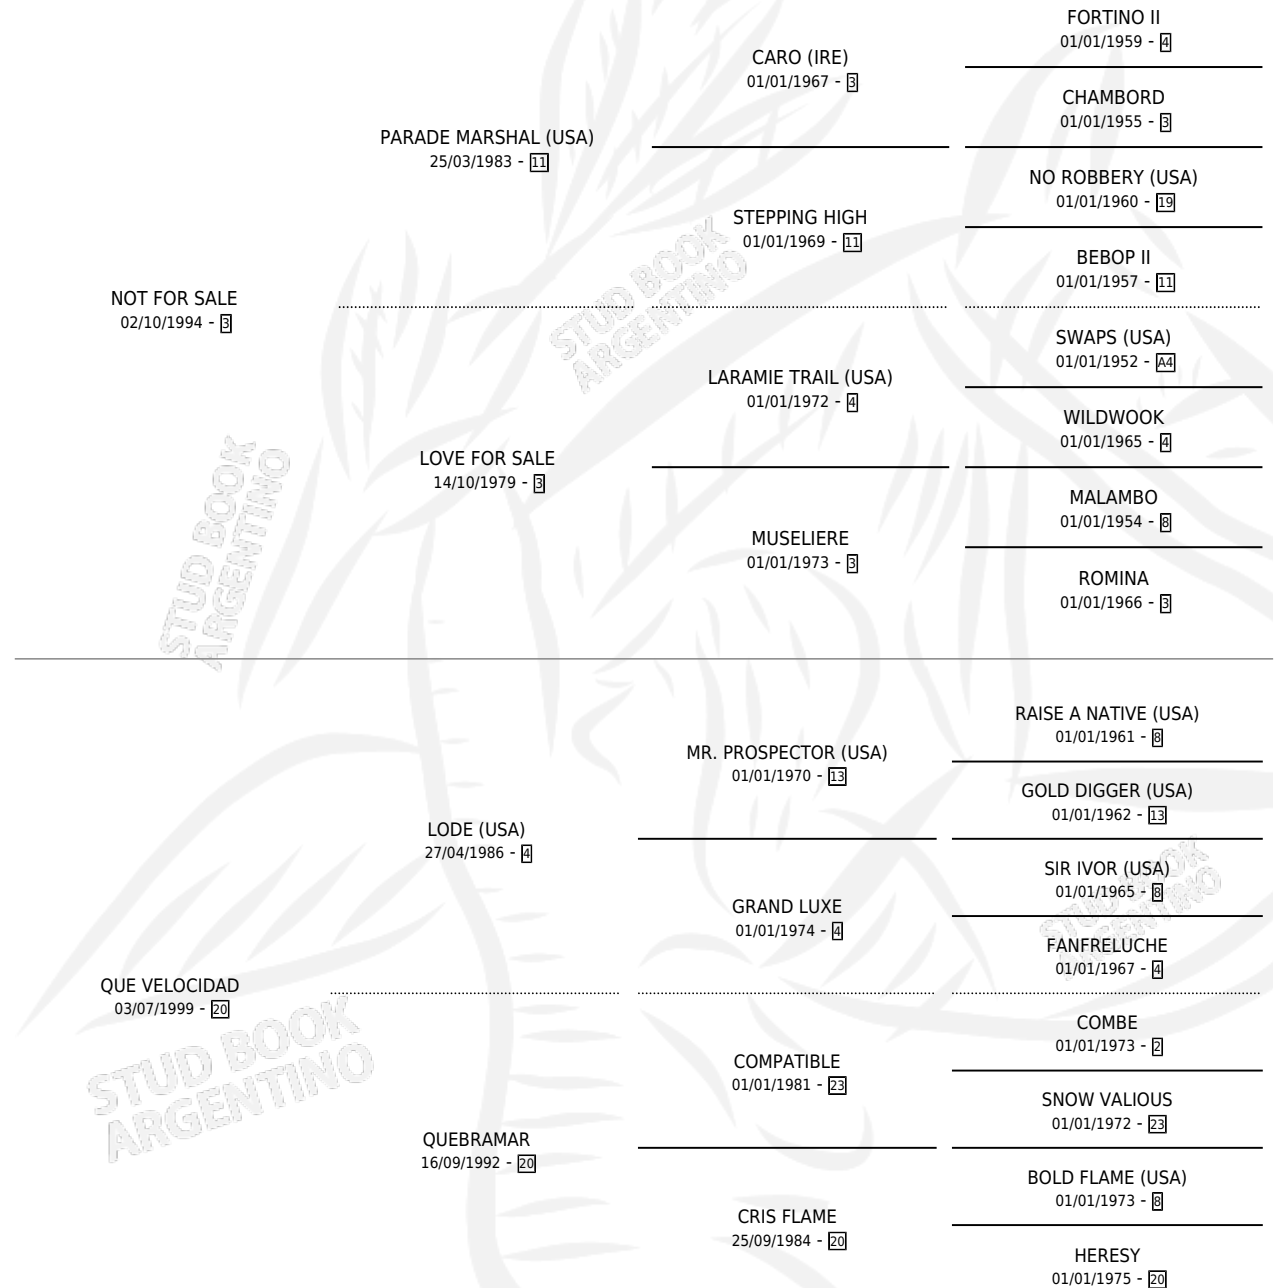 FORTINO II
01/01/1959 - 4
CARO (IRE)
01/01/1967 - 3
CHAMBORD
01/01/1955 - 3
PARADE MARSHAL (USA)
25/03/1983 - 11
NO ROBBERY (USA)
01/01/1960 - 19
STEPPING HIGH
01/01/1969 - 11
BEBOP II
01/01/1957 - 11
NOT FOR SALE
02/10/1994 - 3
SWAPS (USA)
01/01/1952 - A4
LARAMIE TRAIL (USA)
01/01/1972 - 4
WILDWOOK
01/01/1965 - 4
LOVE FOR SALE
14/10/1979 - 3
MALAMBO
01/01/1954 - 8
MUSELIERE
01/01/1973 - 3
ROMINA
01/01/1966 - 3
RAISE A NATIVE (USA)
01/01/1961 - 8
MR. PROSPECTOR (USA)
01/01/1970 - 13
GOLD DIGGER (USA)
01/01/1962 - 13
LODE (USA)
27/04/1986 - 4
SIR IVOR (USA)
01/01/1965 - 8
GRAND LUXE
01/01/1974 - 4
FANFRELUCHE
01/01/1967 - 4
QUE VELOCIDAD
03/07/1999 - 20
COMBE
01/01/1973 - 2
COMPATIBLE
01/01/1981 - 23
SNOW VALIOUS
01/01/1972 - 23
QUEBRAMAR
16/09/1992 - 20
BOLD FLAME (USA)
01/01/1973 - 8
CRIS FLAME
25/09/1984 - 20
HERESY
01/01/1975 - 20
STUD BOOK
ARGENTINO
STUD BOOK
ARGENTINO
STUD BOOK
ARGENTINO
STUD BOOK
ARGENTINO